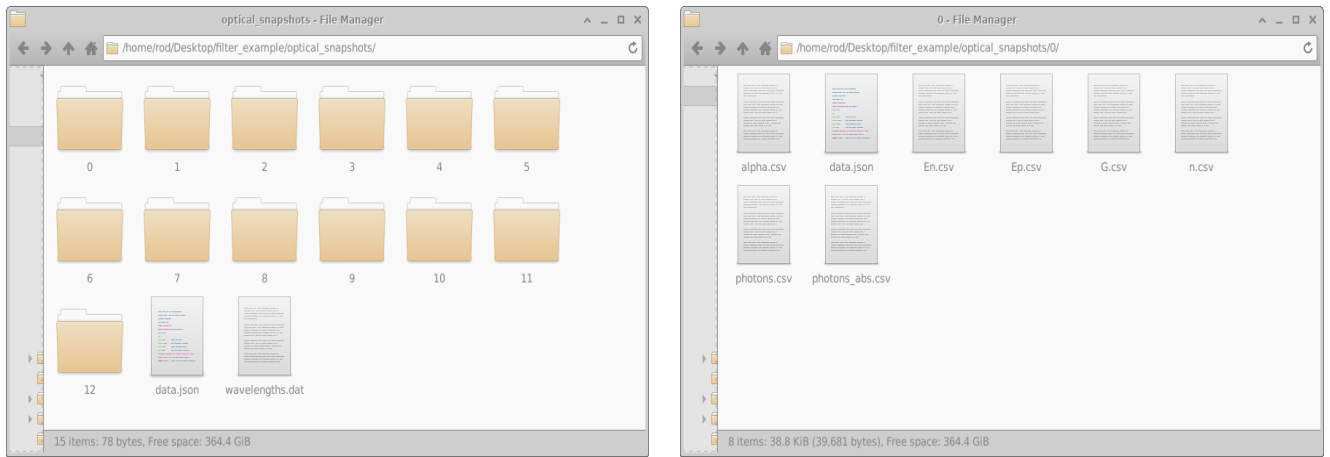 optical_snapshots - File Manager
/home/rod/Desktop/filter_example/optical_snapshots/
0 1 2 3 4 5
6 7 8 9 10 11
12 data.json wavelengths.dat
15 items: 78 bytes, Free space: 364.4 GiB
0 - File Manager
/home/rod/Desktop/filter_example/optical_snapshots/0/
alpha.csv data.json En.csv Ep.csv G.csv n.csv
photons.csv photons_abs.csv
8 items: 38.8 KiB (39,681 bytes), Free space: 364.4 GiB